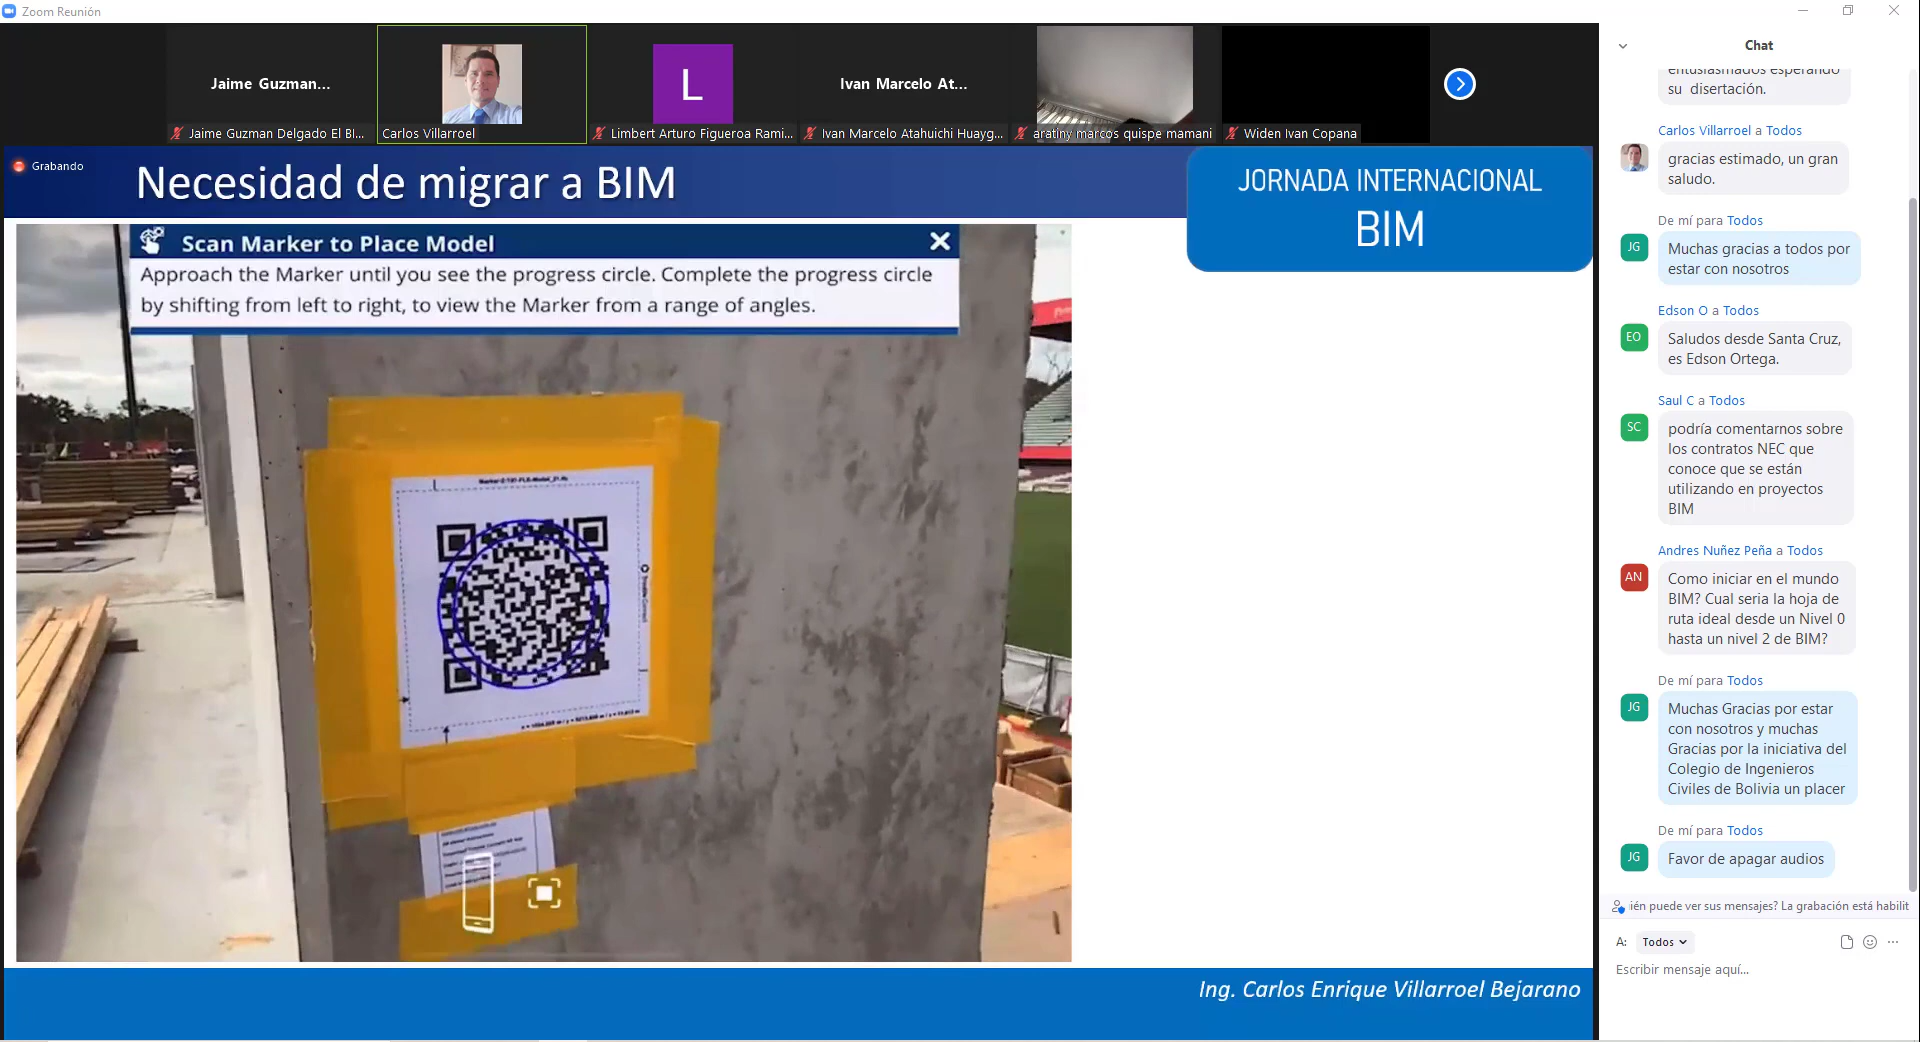 Zoom Reunión
Jaime Guzman...
Ivan Marcelo At...
L
Jaime Guzman Delgado El BI...
Carlos Villarroel
Limbert Arturo Figueroa Rami...
Ivan Marcelo Atahuichi Huayg...
aratiny marcos quispe mamani
Widen Ivan Copana
Grabando
Necesidad de migrar a BIM
JORNADA INTERNACIONAL
BIM
Scan Marker to Place Model
Approach the Marker until you see the progress circle. Complete the progress circle
by shifting from left to right, to view the Marker from a range of angles.
Ing. Carlos Enrique Villarroel Bejarano
Chat
entusiasmados esperando
su disertación.
Carlos Villarroel a Todos
gracias estimado, un gran
saludo.
De mí para Todos
JG
Muchas gracias a todos por
estar con nosotros
Edson O a Todos
EO
Saludos desde Santa Cruz,
es Edson Ortega.
Saul C a Todos
SC
podría comentarnos sobre
los contratos NEC que
conoce que se están
utilizando en proyectos
BIM
Andres Nuñez Peña a Todos
AN
Como iniciar en el mundo
BIM? Cual seria la hoja de
ruta ideal desde un Nivel 0
hasta un nivel 2 de BIM?
De mí para Todos
JG
Muchas Gracias por estar
con nosotros y muchas
Gracias por la iniciativa del
Colegio de Ingenieros
Civiles de Bolivia un placer
De mí para Todos
JG
Favor de apagar audios
ién puede ver sus mensajes? La grabación está habilit
A: Todos
Escribir mensaje aquí...